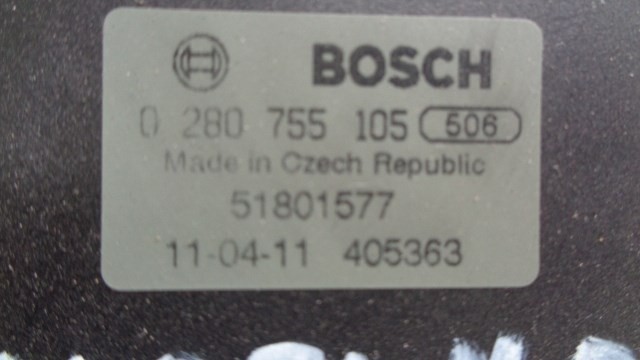 BOSCH
0 280 755 105 506
Made in Czech Republic
51801577
11-04-11 405363